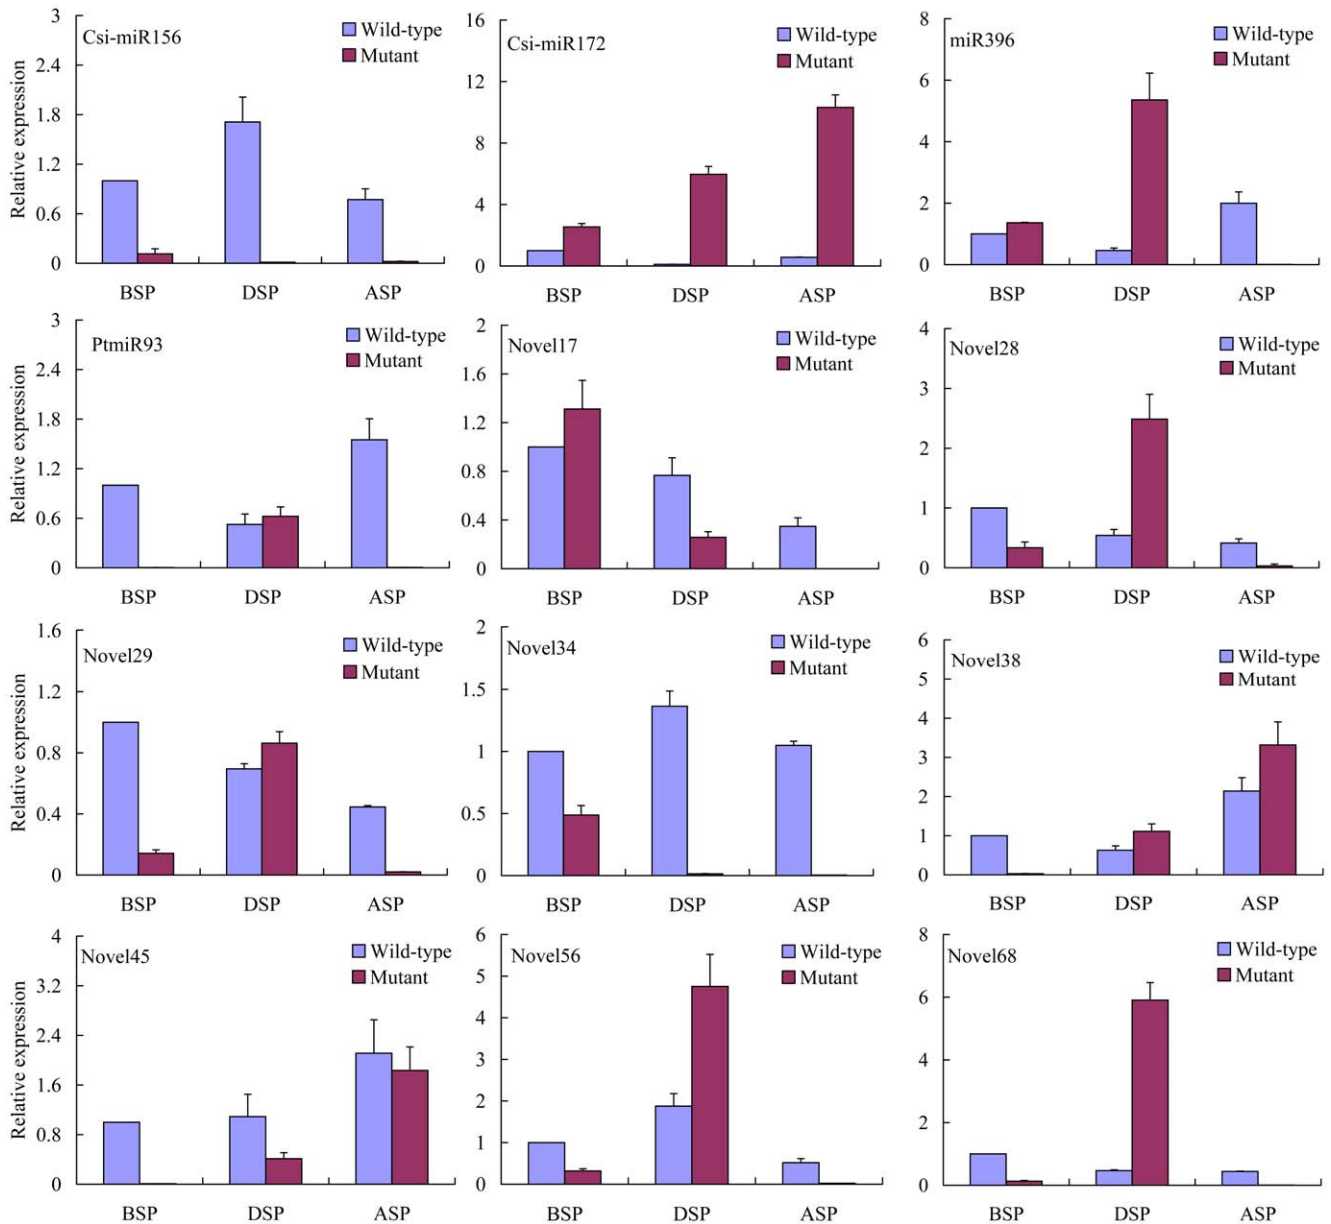 Csi-miR156
Wild-type
Mutant
Relative expression
3
2.4
1.8
1.2
0.6
0
BSP DSP ASP
Csi-miR172
Wild-type
Mutant
16
12
8
4
0
BSP DSP ASP
miR396
Wild-type
Mutant
8
6
4
2
0
BSP DSP ASP
PtmiR93
Wild-type
Mutant
Relative expression
3
2.4
1.8
1.2
0.6
0
BSP DSP ASP
Novel17
Wild-type
Mutant
2
1.6
1.2
0.8
0.4
0
BSP DSP ASP
Novel28
Wild-type
Mutant
4
3
2
1
0
BSP DSP ASP
Novel29
Wild-type
Mutant
Relative expression
1.6
1.2
0.8
0.4
0
BSP DSP ASP
Novel34
Wild-type
Mutant
2
1.5
1
0.5
0
BSP DSP ASP
Novel38
Wild-type
Mutant
6
5
4
3
2
1
0
BSP DSP ASP
Novel45
Wild-type
Mutant
Relative expression
4
3.2
2.4
1.6
0.8
0
BSP DSP ASP
Novel56
Wild-type
Mutant
6
5
4
3
2
1
0
BSP DSP ASP
Novel68
Wild-type
Mutant
8
6
4
2
0
BSP DSP ASP